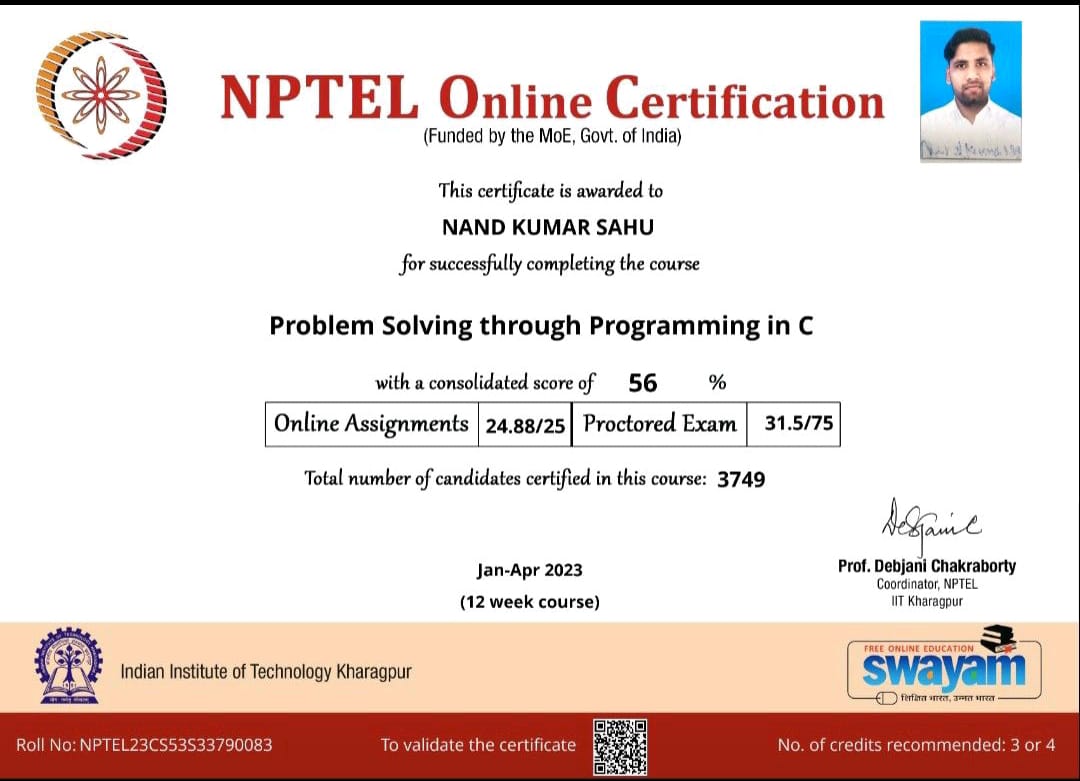 NPTEL Online Certification
(Funded by the MoE, Govt. of India)
This certificate is awarded to
NAND KUMAR SAHU
for successfully completing the course
Problem Solving through Programming in C
with a consolidated score of 56 %
Online Assignments 24.88/25 Proctored Exam 31.5/75
Total number of candidates certified in this course: 3749
Jan-Apr 2023
(12 week course)
Prof. Debjani Chakraborty
Coordinator, NPTEL
IIT Kharagpur
Indian Institute of Technology Kharagpur
FREE ONLINE EDUCATION
swayam
शिक्षित भारत, उन्नत भारत
Roll No: NPTEL23CS53S33790083
To validate the certificate
No. of credits recommended: 3 or 4